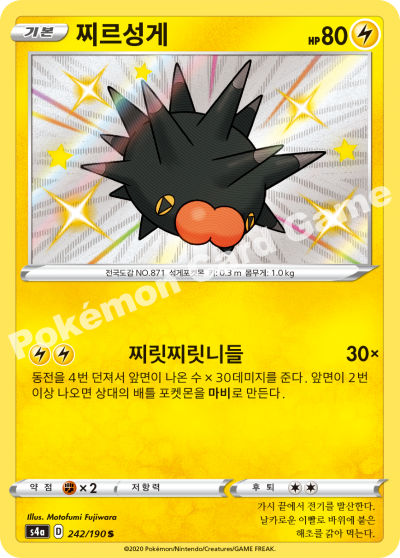 기본 찌르성게 HP 80
전국도감 NO.871 성게포켓몬 키: 0.3 m 몸무게: 1.0 kg
Pokémon Card Game
찌릿찌릿니들 30×
동전을 4번 던져서 앞면이 나온 수×30데미지를 준다. 앞면이 2번
이상 나오면 상대의 배틀 포켓몬을 마비로 만든다.
약점 ×2 저항력 후퇴
Illus. Motofumi Fujiwara
s4a D 242/190 S
가시 끝에서 전기를 발산한다.
날카로운 이빨로 바위에 붙은
해초를 갉아 먹는다.
©2020 Pokémon/Nintendo/Creatures/GAME FREAK.